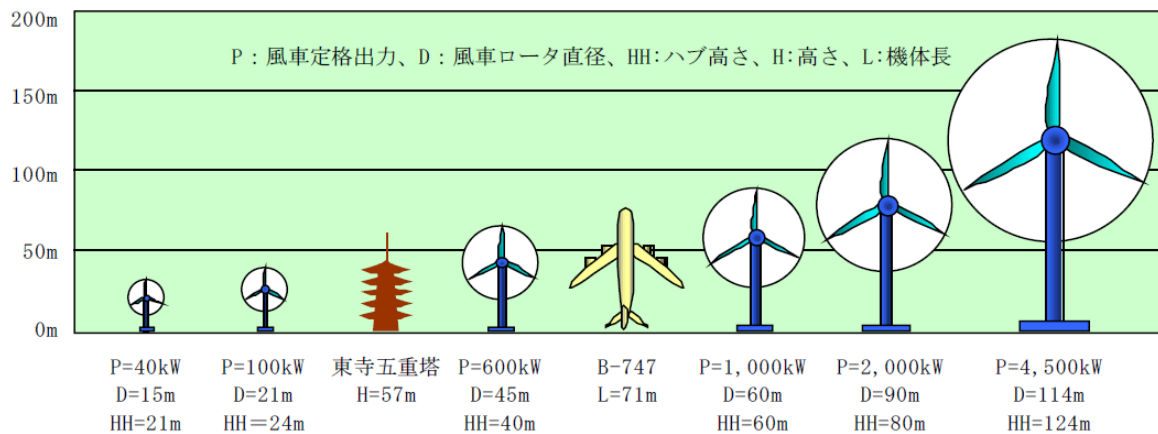 200m
P：風車定格出力、D：風車ロータ直径、HH：ハブ高さ、H：高さ、L：機体長
150m
100m
50m
0m
P=40kW P=100kW 東寺五重塔 P=600kW B-747 P=1,000kW P=2,000kW P=4,500kW
D=15m D=21m H=57m D=45m L=71m D=60m D=90m D=114m
HH=21m HH＝24m HH=40m HH=60m HH=80m HH=124m